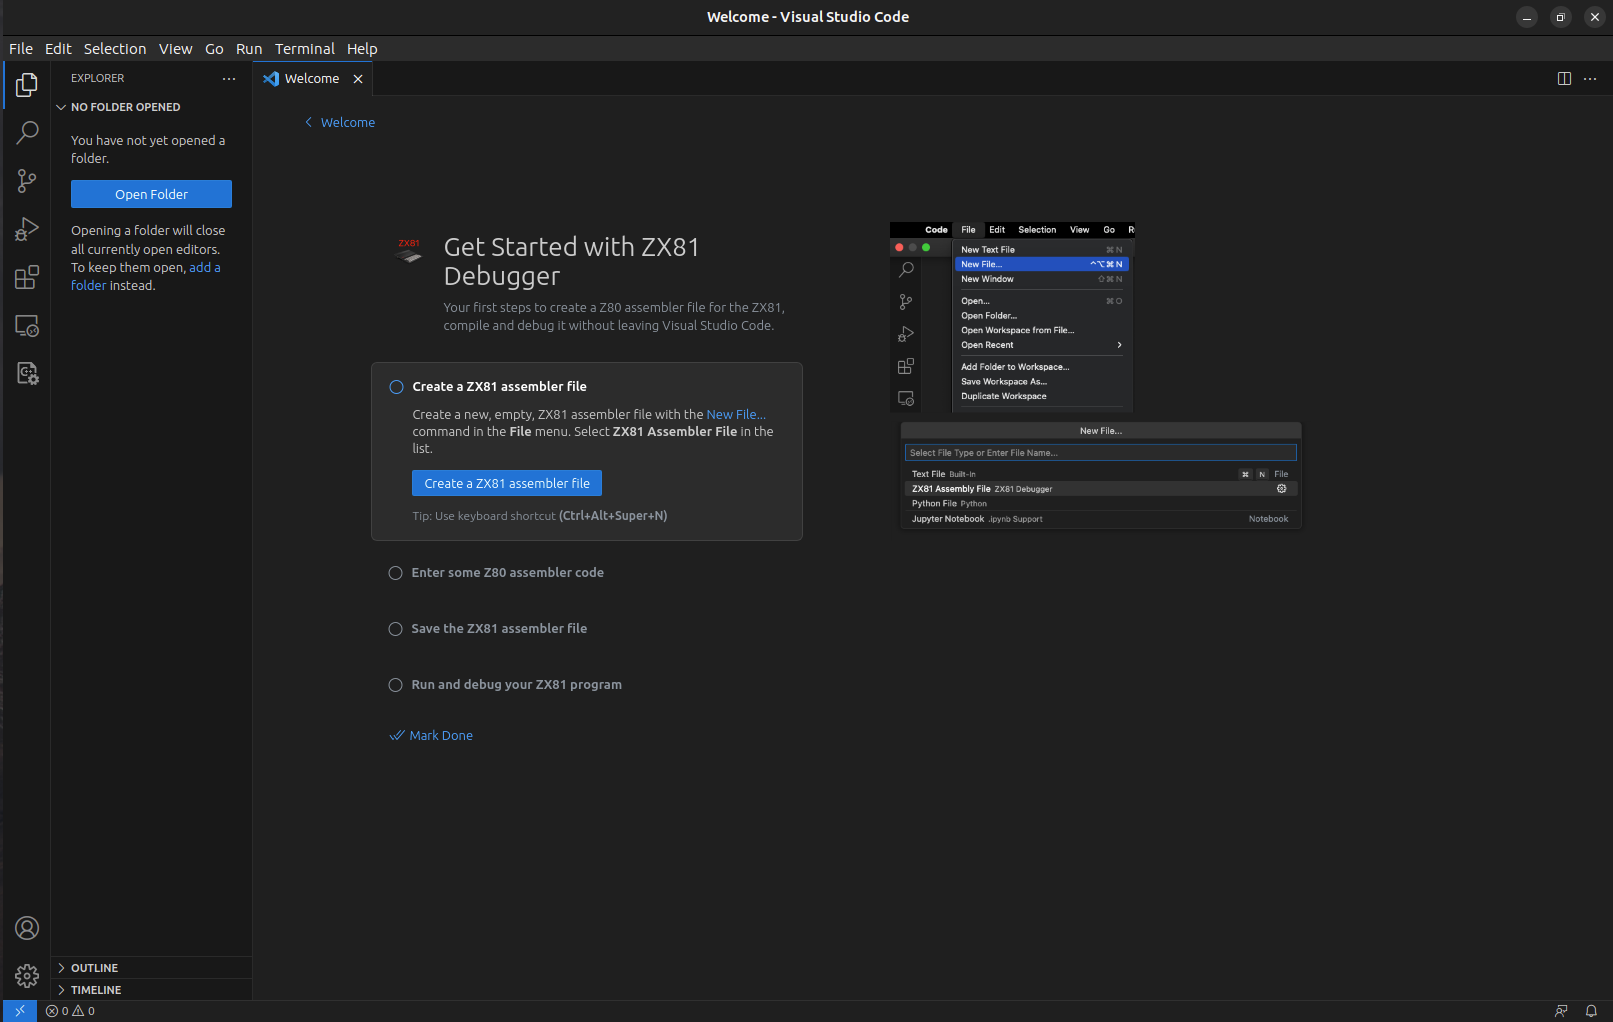 Welcome - Visual Studio Code
File Edit Selection View Go Run Terminal Help
EXPLORER
NO FOLDER OPENED
You have not yet opened a
folder.
Open Folder
Opening a folder will close
all currently open editors.
To keep them open, add a
folder instead.
OUTLINE
TIMELINE
Welcome
Welcome
ZX81
Get Started with ZX81
Debugger
Your first steps to create a Z80 assembler file for the ZX81,
compile and debug it without leaving Visual Studio Code.
Create a ZX81 assembler file
Create a new, empty, ZX81 assembler file with the New File...
command in the File menu. Select ZX81 Assembler File in the
list.
Create a ZX81 assembler file
Tip: Use keyboard shortcut (Ctrl+Alt+Super+N)
Enter some Z80 assembler code
Save the ZX81 assembler file
Run and debug your ZX81 program
Mark Done
Code File Edit Selection View Go R
New Text File ⌘ N
New File... ^⌥⌘ N
New Window ⇧⌘ N
Open... ⌘ O
Open Folder...
Open Workspace from File...
Open Recent
Add Folder to Workspace...
Save Workspace As...
Duplicate Workspace
New File...
Select File Type or Enter File Name...
Text File Built-In ⌘ N File
ZX81 Assembly File ZX81 Debugger
Python File Python
Jupyter Notebook .ipynb Support Notebook
0 0